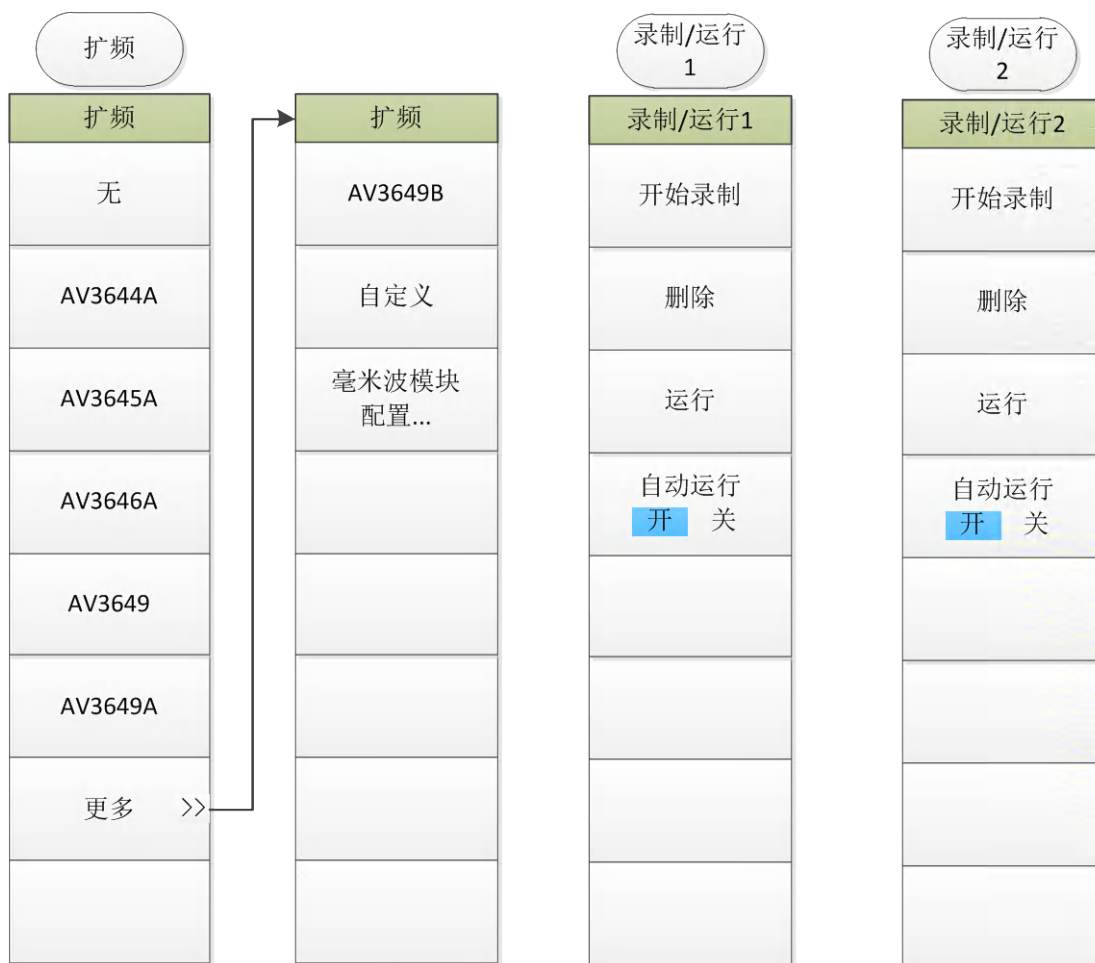 扩频
扩频
无
AV3644A
AV3645A
AV3646A
AV3649
AV3649A
更多 >>
扩频
AV3649B
自定义
毫米波模块
配置...
录制/运行
1
录制/运行1
开始录制
删除
运行
自动运行
开 关
录制/运行
2
录制/运行2
开始录制
删除
运行
自动运行
开 关